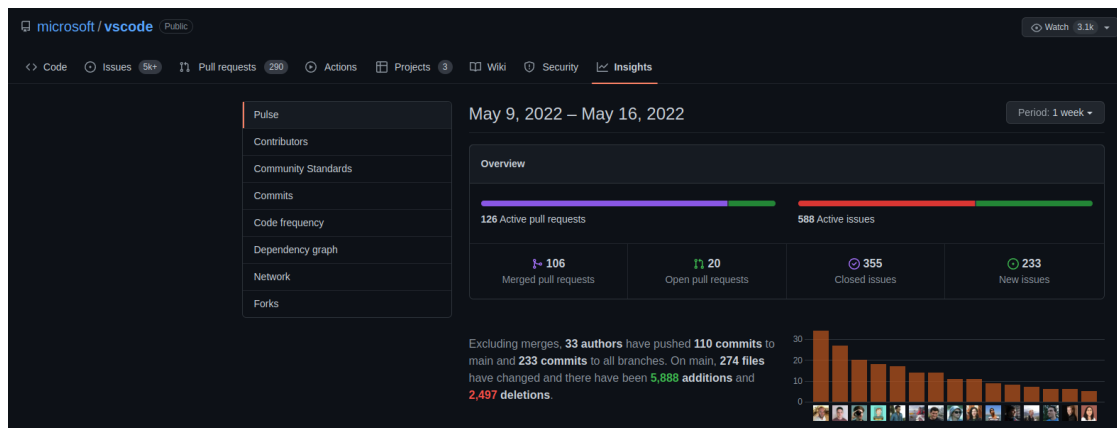 microsoft / vscode Public
Watch 3.1k
Code Issues 5k+ Pull requests 290 Actions Projects 3 Wiki Security Insights
Pulse
Contributors
Community Standards
Commits
Code frequency
Dependency graph
Network
Forks
May 9, 2022 – May 16, 2022
Period: 1 week
Overview
126 Active pull requests
588 Active issues
106
Merged pull requests
20
Open pull requests
355
Closed issues
233
New issues
Excluding merges, 33 authors have pushed 110 commits to
main and 233 commits to all branches. On main, 274 files
have changed and there have been 5,888 additions and
2,497 deletions.
30
20
10
0